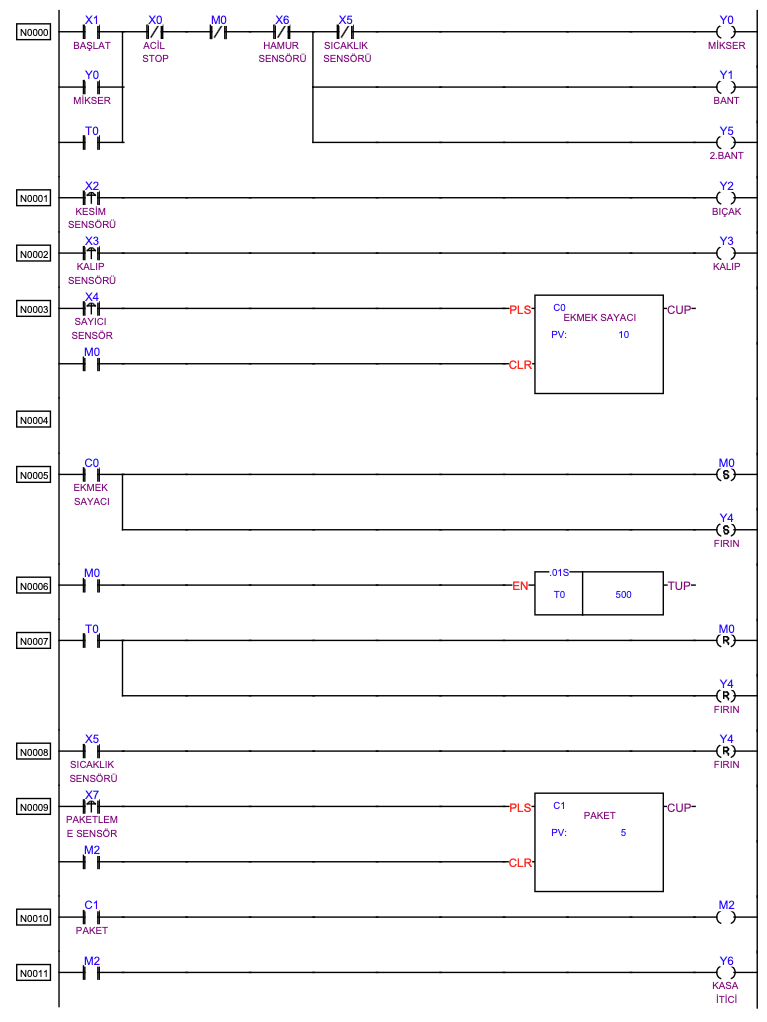 X1 X0 M0 X6 X5 Y0
N0000
BAŞLAT ACİL HAMUR SICAKLIK MİKSER
STOP SENSÖRÜ SENSÖRÜ
Y0 Y1
MİKSER BANT
T0 Y5
2.BANT
X2 Y2
N0001
KESİM BIÇAK
SENSÖRÜ
X3 Y3
N0002
KALIP KALIP
SENSÖRÜ
X4
N0003 PLS C0 CUP
SAYICI EKMEK SAYACI
SENSÖR PV: 10
M0
CLR
N0004
C0 M0
N0005 S
EKMEK
SAYACI
Y4
S
FIRIN
M0 .01S
N0006 EN T0 500 TUP
T0 M0
N0007 R
Y4
R
FIRIN
X5 Y4
N0008 R
SICAKLIK FIRIN
SENSÖRÜ
X7
N0009 PLS C1 CUP
PAKETLEM PAKET
E SENSÖR PV: 5
M2
CLR
C1 M2
N0010
PAKET
M2 Y6
N0011
KASA
İTİCİ